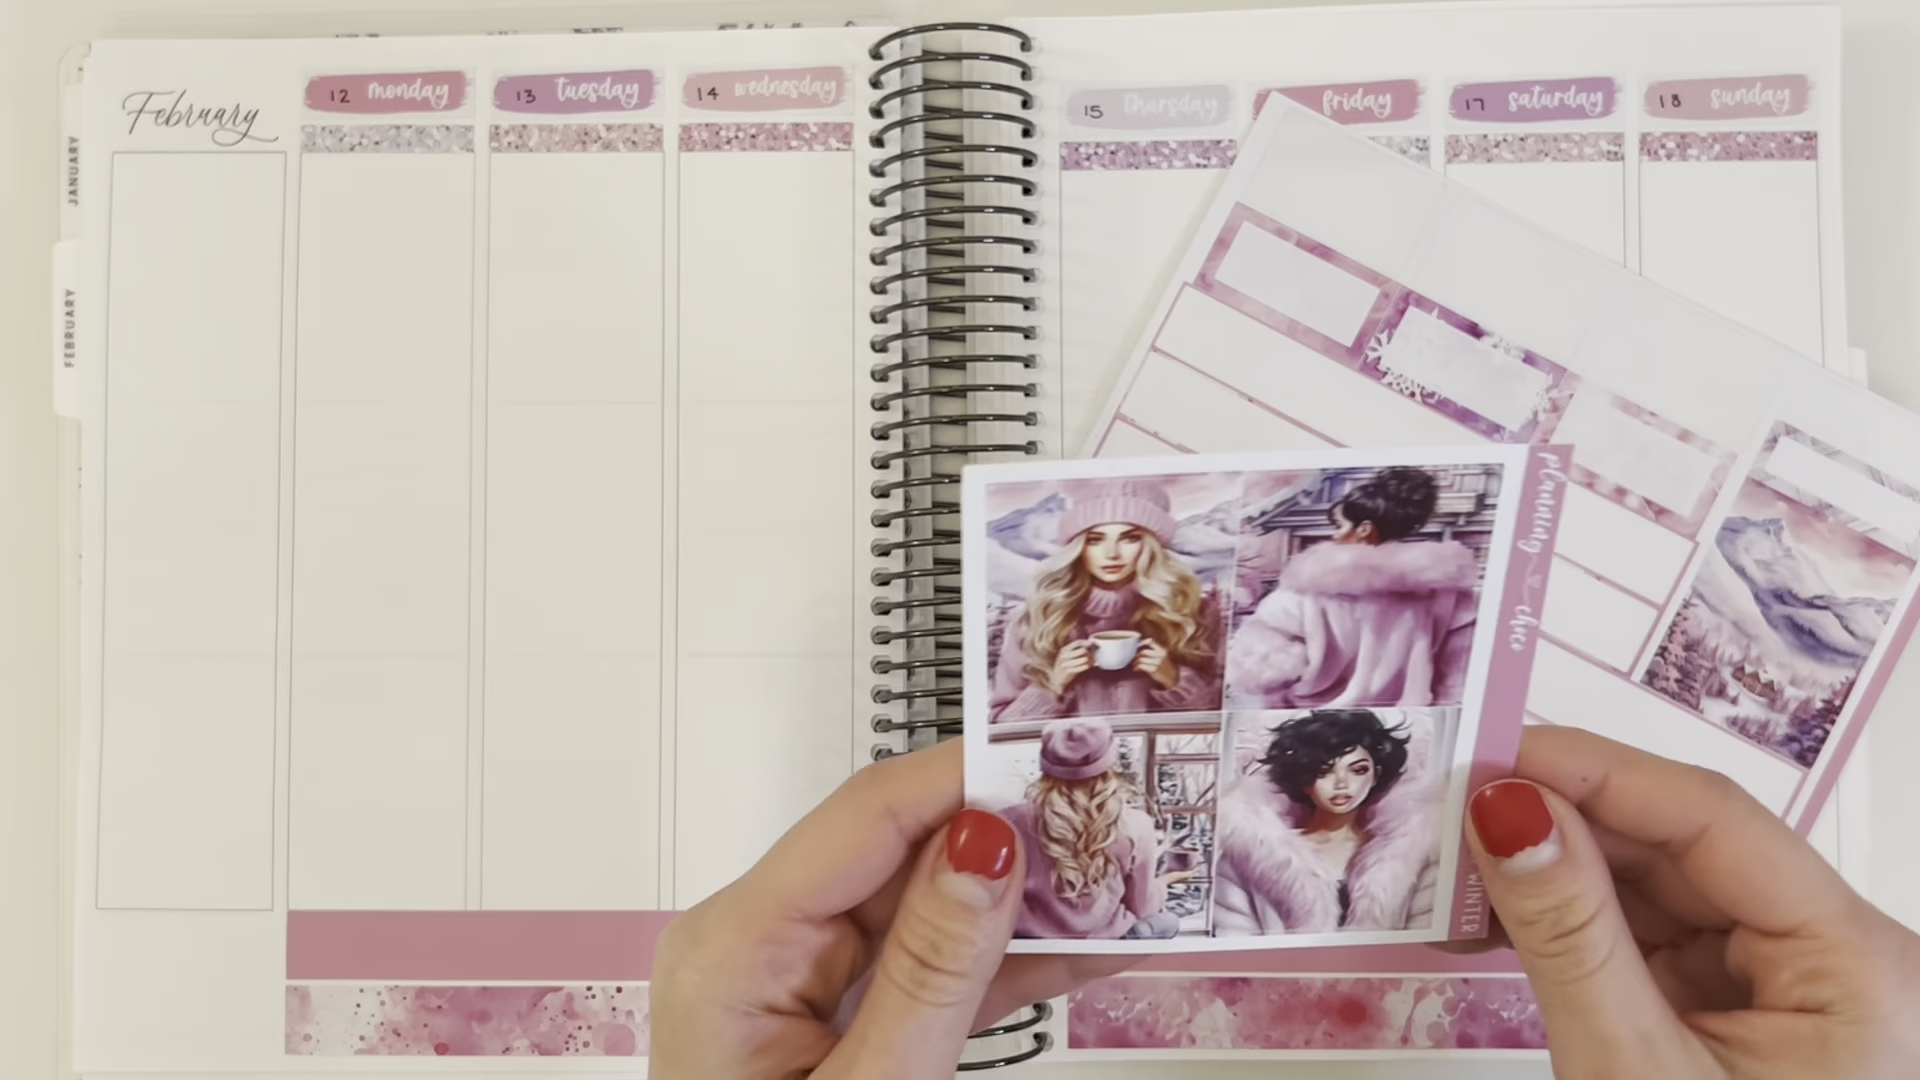 February
12 monday
13 tuesday
14 wednesday
15 thursday
friday
17 saturday
18 sunday
JANUARY
FEBRUARY
planning chic
WINTER